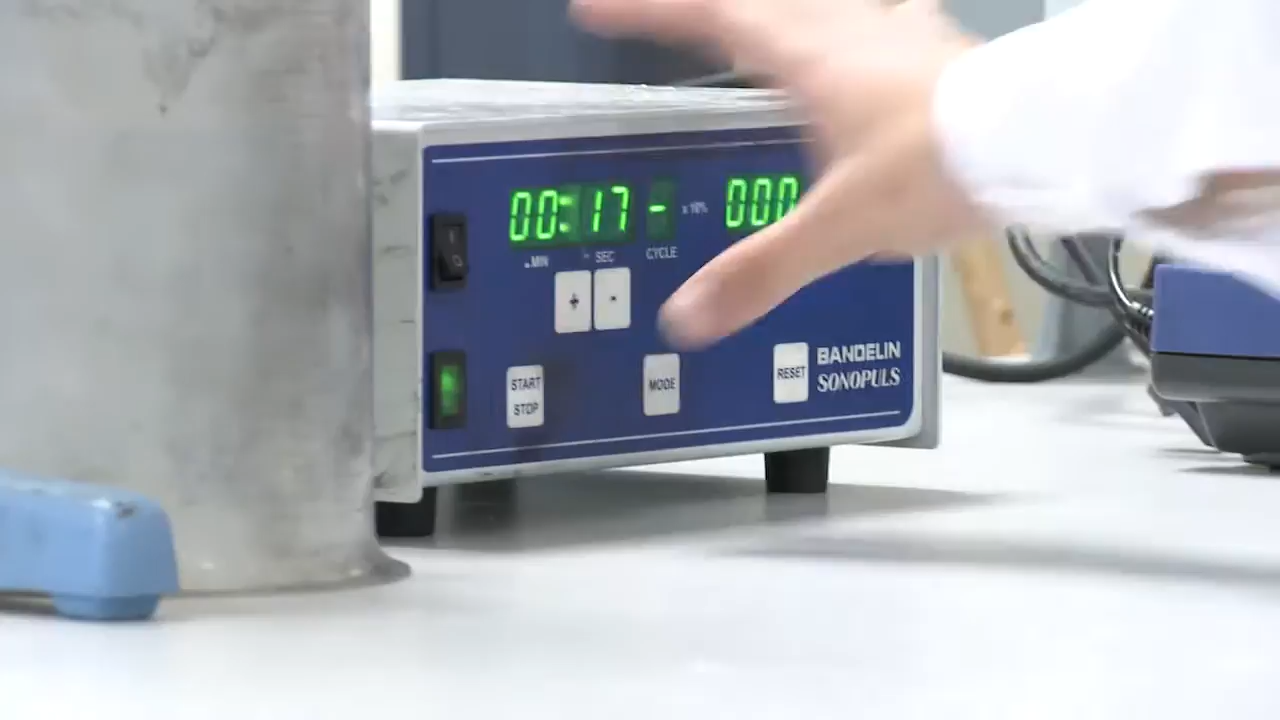 00:17 - x 10% 000
MIN SEC CYCLE
+ -
START
STOP
MODE
RESET
BANDELIN
SONOPULS
I
O